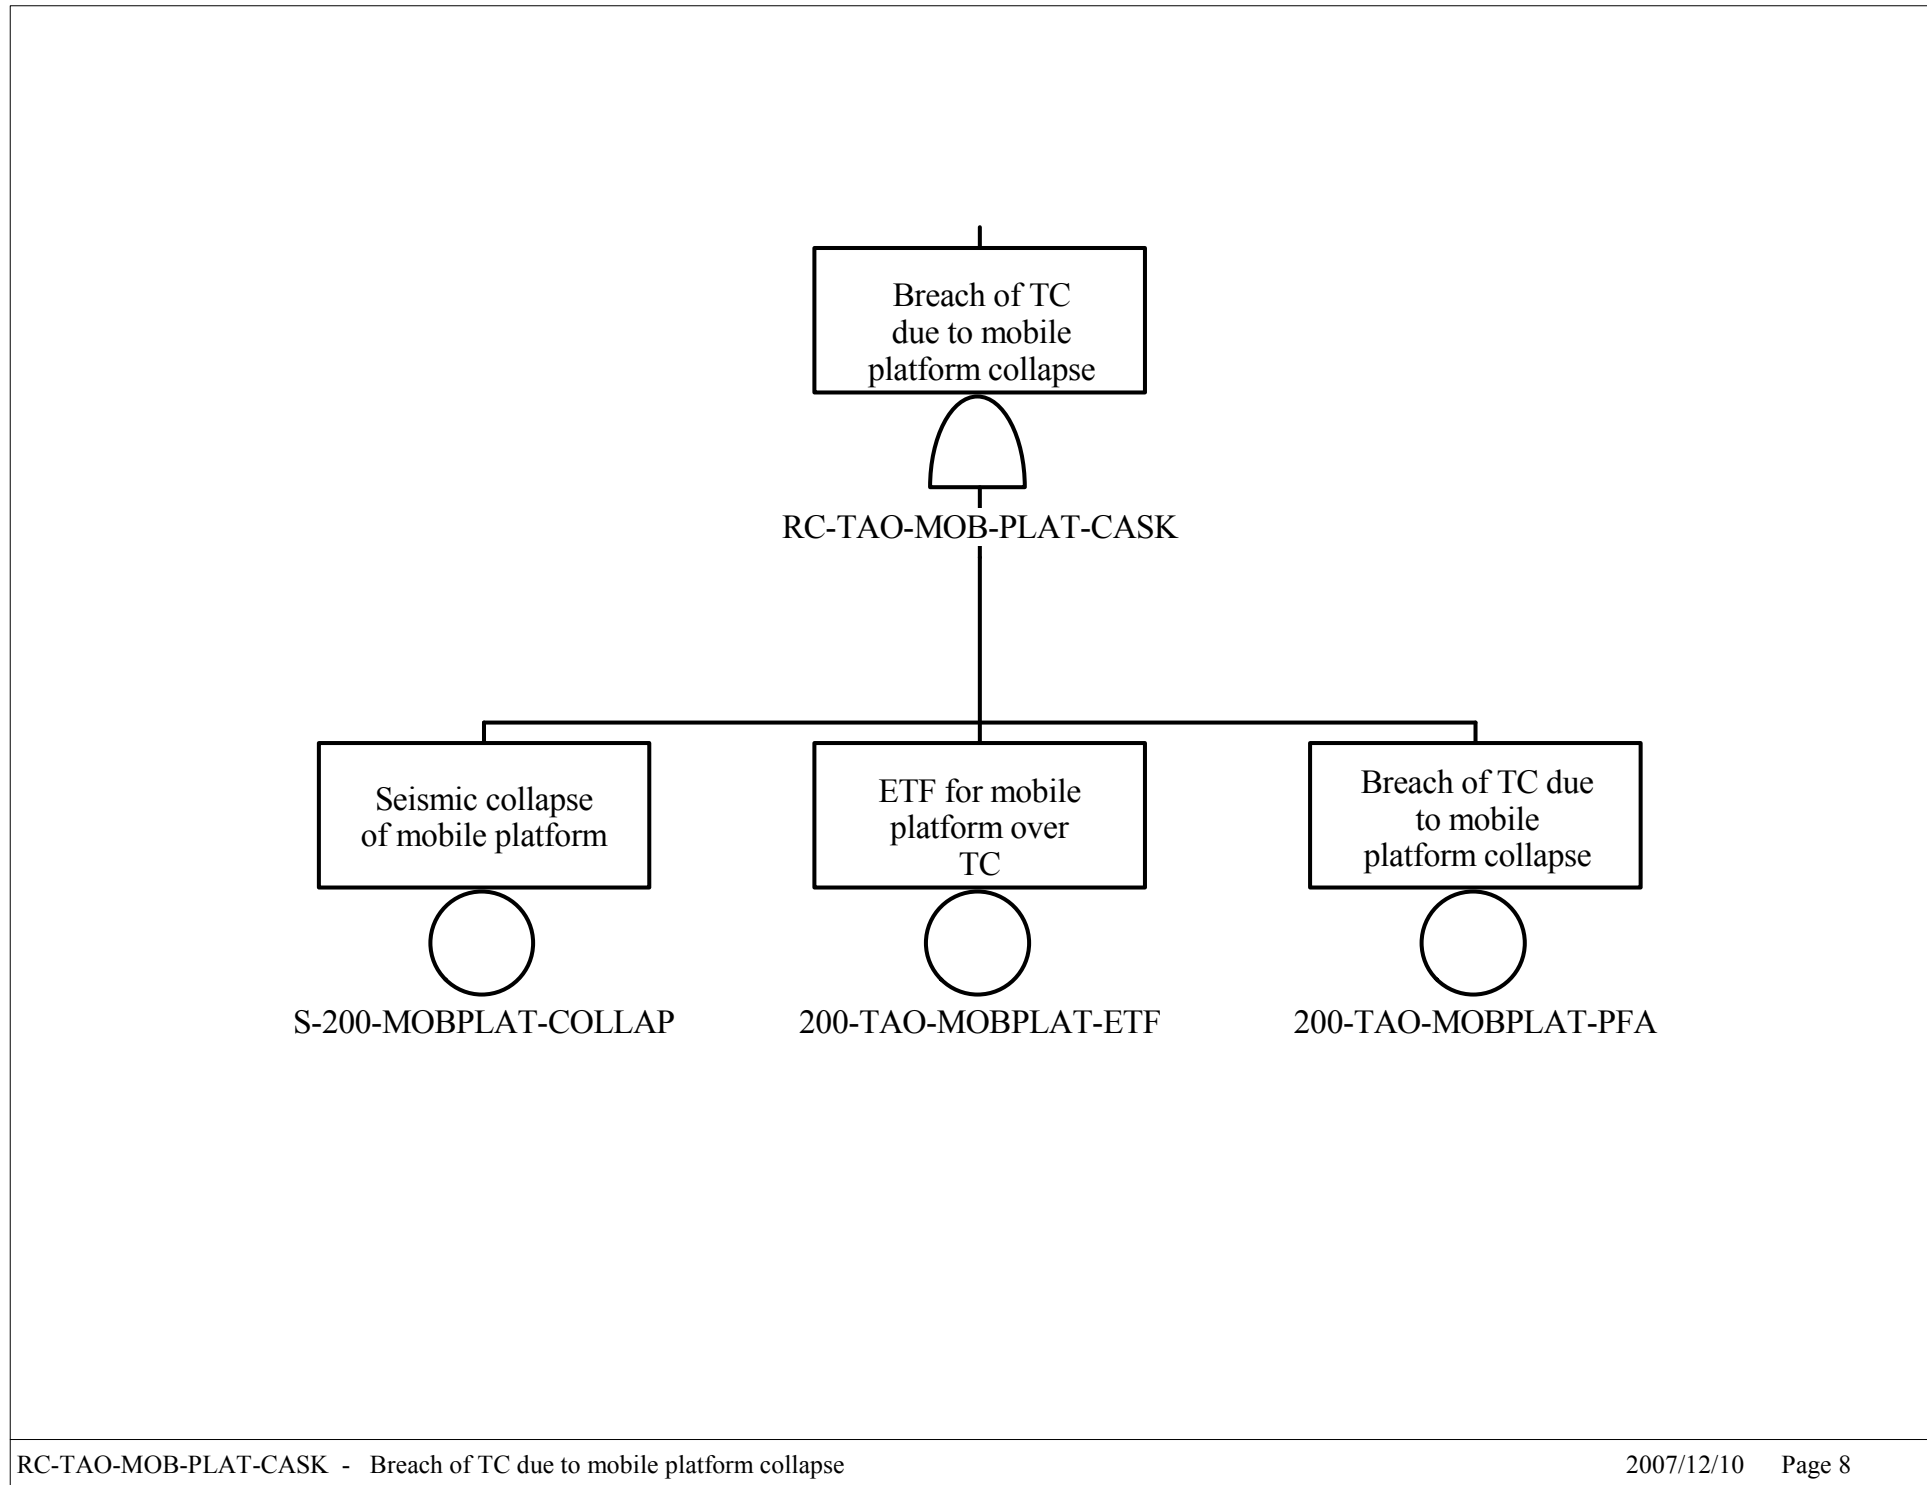 Breach of TC
due to mobile
platform collapse
RC-TAO-MOB-PLAT-CASK
Seismic collapse
of mobile platform
S-200-MOBPLAT-COLLAP
ETF for mobile
platform over
TC
200-TAO-MOBPLAT-ETF
Breach of TC due
to mobile
platform collapse
200-TAO-MOBPLAT-PFA
RC-TAO-MOB-PLAT-CASK - Breach of TC due to mobile platform collapse
2007/12/10 Page 8